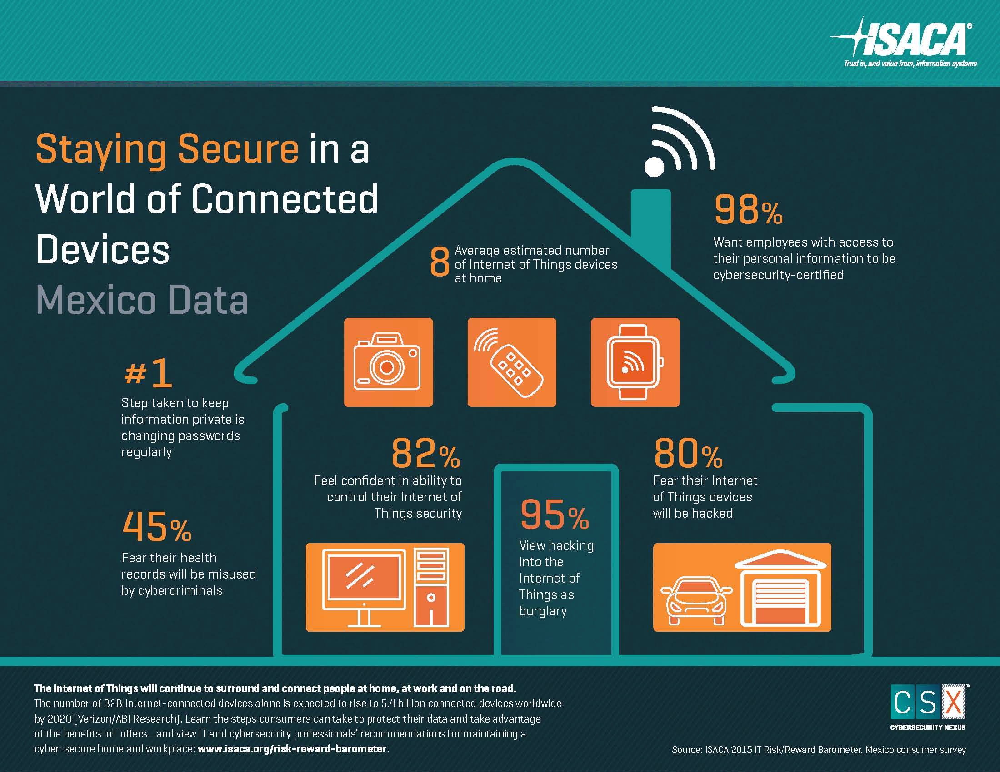 ISACA®
Trust in, and value from, information systems
Staying Secure in a
World of Connected
Devices
Mexico Data
98%
Want employees with access to
their personal information to be
cybersecurity-certified
8
Average estimated number
of Internet of Things devices
at home
#1
Step taken to keep
information private is
changing passwords
regularly
45%
Fear their health
records will be misused
by cybercriminals
82%
Feel confident in ability to
control their Internet of
Things security
95%
View hacking
into the
Internet of
Things as
burglary
80%
Fear their Internet
of Things devices
will be hacked
The Internet of Things will continue to surround and connect people at home, at work and on the road.
The number of B2B Internet-connected devices alone is expected to rise to 5.4 billion connected devices worldwide
by 2020 [Verizon/ABI Research]. Learn the steps consumers can take to protect their data and take advantage
of the benefits IoT offers—and view IT and cybersecurity professionals’ recommendations for maintaining a
cyber-secure home and workplace: www.isaca.org/risk-reward-barometer.
CSX™
CYBERSECURITY NEXUS
Source: ISACA 2015 IT Risk/Reward Barometer, Mexico consumer survey